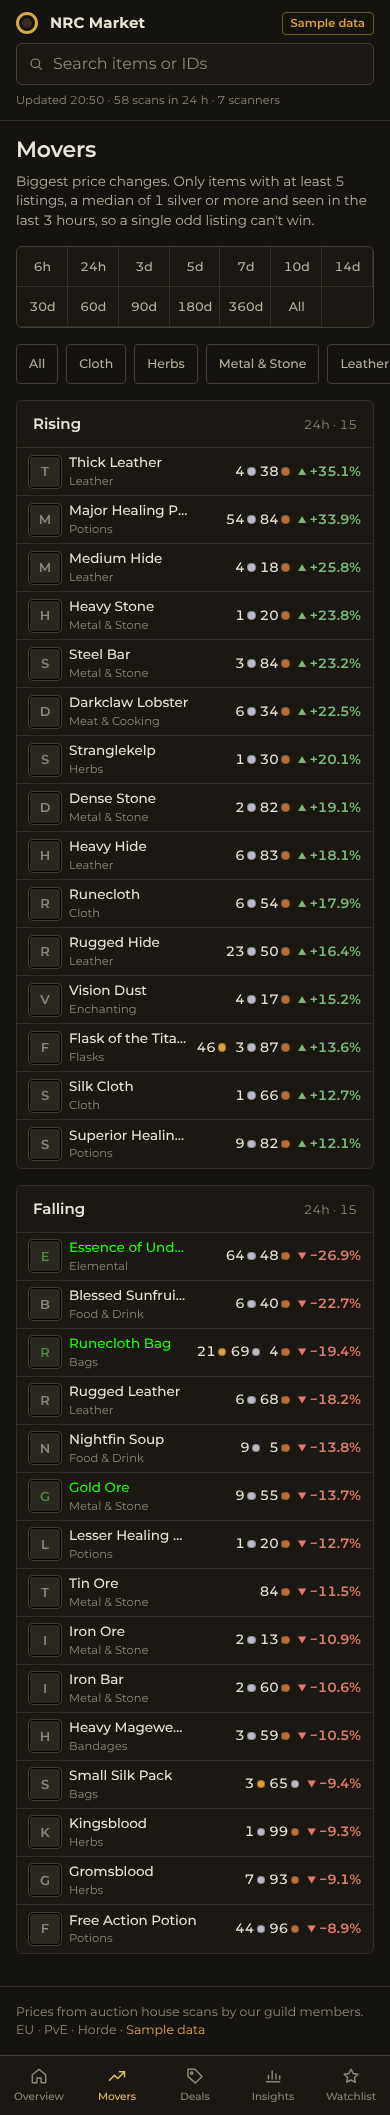 NRC Market
Sample data
Search items or IDs
Updated 20:50 · 58 scans in 24 h · 7 scanners
Movers
Biggest price changes. Only items with at least 5
listings, a median of 1 silver or more and seen in the
last 3 hours, so a single odd listing can't win.
6h 24h 3d 5d 7d 10d 14d
30d 60d 90d 180d 360d All
All Cloth Herbs Metal & Stone Leather
Rising 24h · 15
T Thick Leather 4 38 ▲ +35.1%
Leather
M Major Healing P... 54 84 ▲ +33.9%
Potions
M Medium Hide 4 18 ▲ +25.8%
Leather
H Heavy Stone 1 20 ▲ +23.8%
Metal & Stone
S Steel Bar 3 84 ▲ +23.2%
Metal & Stone
D Darkclaw Lobster 6 34 ▲ +22.5%
Meat & Cooking
S Stranglekelp 1 30 ▲ +20.1%
Herbs
D Dense Stone 2 82 ▲ +19.1%
Metal & Stone
H Heavy Hide 6 83 ▲ +18.1%
Leather
R Runecloth 6 54 ▲ +17.9%
Cloth
R Rugged Hide 23 50 ▲ +16.4%
Leather
V Vision Dust 4 17 ▲ +15.2%
Enchanting
F Flask of the Tita... 46 3 87 ▲ +13.6%
Flasks
S Silk Cloth 1 66 ▲ +12.7%
Cloth
S Superior Healin... 9 82 ▲ +12.1%
Potions
Falling 24h · 15
E Essence of Und... 64 48 ▼ −26.9%
Elemental
B Blessed Sunfrui... 6 40 ▼ −22.7%
Food & Drink
R Runecloth Bag 21 69 4 ▼ −19.4%
Bags
R Rugged Leather 6 68 ▼ −18.2%
Leather
N Nightfin Soup 9 5 ▼ −13.8%
Food & Drink
G Gold Ore 9 55 ▼ −13.7%
Metal & Stone
L Lesser Healing ... 1 20 ▼ −12.7%
Potions
T Tin Ore 84 ▼ −11.5%
Metal & Stone
I Iron Ore 2 13 ▼ −10.9%
Metal & Stone
I Iron Bar 2 60 ▼ −10.6%
Metal & Stone
H Heavy Magewe... 3 59 ▼ −10.5%
Bandages
S Small Silk Pack 3 65 ▼ −9.4%
Bags
K Kingsblood 1 99 ▼ −9.3%
Herbs
G Gromsblood 7 93 ▼ −9.1%
Herbs
F Free Action Potion 44 96 ▼ −8.9%
Potions
Prices from auction house scans by our guild members.
EU · PvE · Horde · Sample data
Overview Movers Deals Insights Watchlist